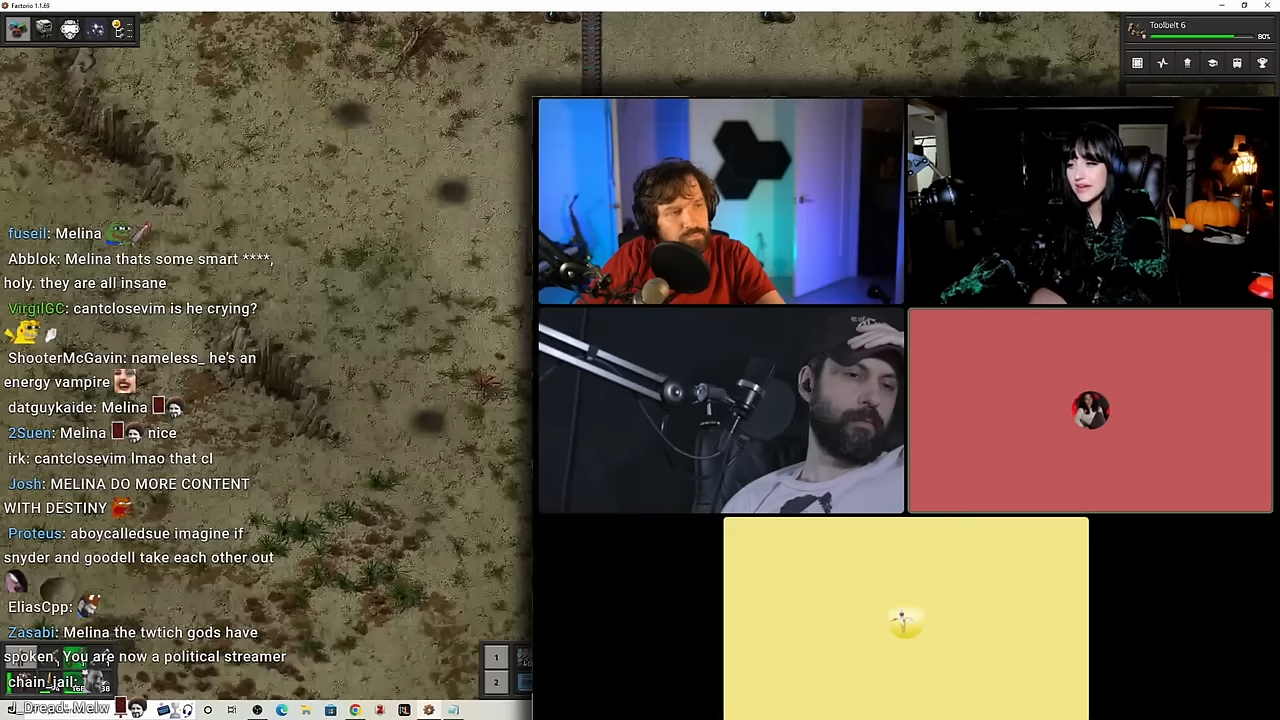 Factorio 1.1.69
Toolbelt 6
80%
fuseil: Melina
Abblok: Melina thats some smart ****,
holy. they are all insane
VirgilGC: cantclosevim is he crying?
ShooterMcGavin: nameless_ he's an
energy vampire
datguykaide: Melina
2Suen: Melina nice
irk: cantclosevim lmao that cl
Josh: MELINA DO MORE CONTENT
WITH DESTINY
Proteus: aboycalledsue imagine if
snyder and goodell take each other out
EliasCpp:
Zasabi: Melina the twtich gods have
spoken. You are now a political streamer
chain_jail:
1
2